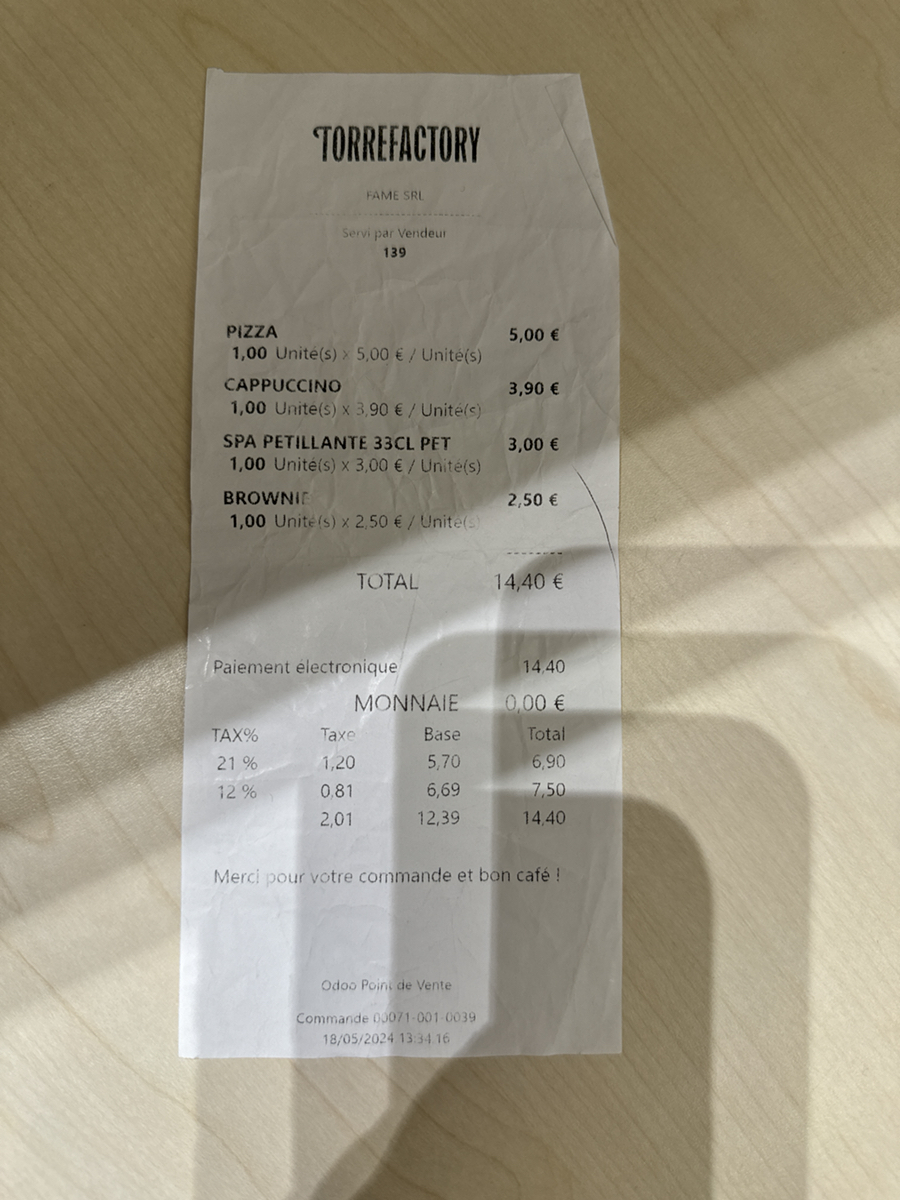 TORREFACTORY
FAME SRL
Servi par Vendeur
139
PIZZA 5,00 €
1,00 Unité(s) x 5,00 € / Unité(s)
CAPPUCCINO 3,90 €
1,00 Unité(s) x 3,90 € / Unité(s)
SPA PETILLANTE 33CL PET 3,00 €
1,00 Unité(s) x 3,00 € / Unité(s)
BROWNIE 2,50 €
1,00 Unité(s) x 2,50 € / Unité(s)
--------
TOTAL 14,40 €
Paiement électronique 14,40
MONNAIE 0,00 €
TAX% Taxe Base Total
21 % 1,20 5,70 6,90
12 % 0,81 6,69 7,50
2,01 12,39 14,40
Merci pour votre commande et bon café !
Odoo Point de Vente
Commande 00071-001-0039
18/05/2024 13:34:16